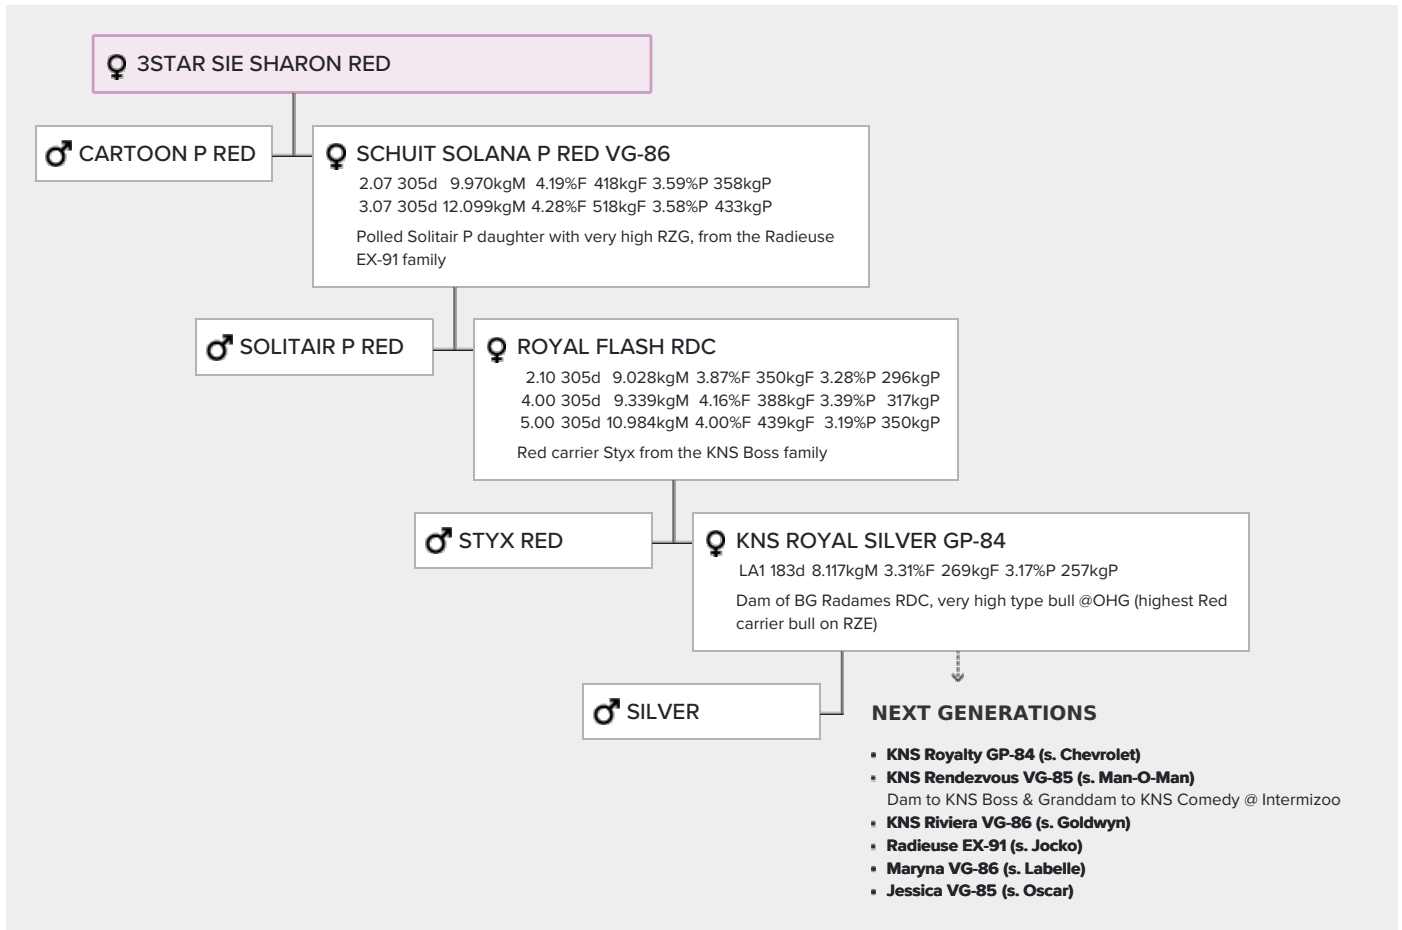 3STAR SIE SHARON RED
CARTOON P RED
SCHUIT SOLANA P RED VG-86
2.07 305d 9.970kgM 4.19%F 418kgF 3.59%P 358kgP
3.07 305d 12.099kgM 4.28%F 518kgF 3.58%P 433kgP
Polled Solitair P daughter with very high RZG, from the Radieuse
EX-91 family
SOLITAIR P RED
ROYAL FLASH RDC
2.10 305d 9.028kgM 3.87%F 350kgF 3.28%P 296kgP
4.00 305d 9.339kgM 4.16%F 388kgF 3.39%P 317kgP
5.00 305d 10.984kgM 4.00%F 439kgF 3.19%P 350kgP
Red carrier Styx from the KNS Boss family
STYX RED
KNS ROYAL SILVER GP-84
LA1 183d 8.117kgM 3.31%F 269kgF 3.17%P 257kgP
Dam of BG Radames RDC, very high type bull @OHG (highest Red
carrier bull on RZE)
SILVER
NEXT GENERATIONS
KNS Royalty GP-84 (s. Chevrolet)
KNS Rendezvous VG-85 (s. Man-O-Man)
Dam to KNS Boss & Granddam to KNS Comedy @ Intermizoo
KNS Riviera VG-86 (s. Goldwyn)
Radieuse EX-91 (s. Jocko)
Maryna VG-86 (s. Labelle)
Jessica VG-85 (s. Oscar)